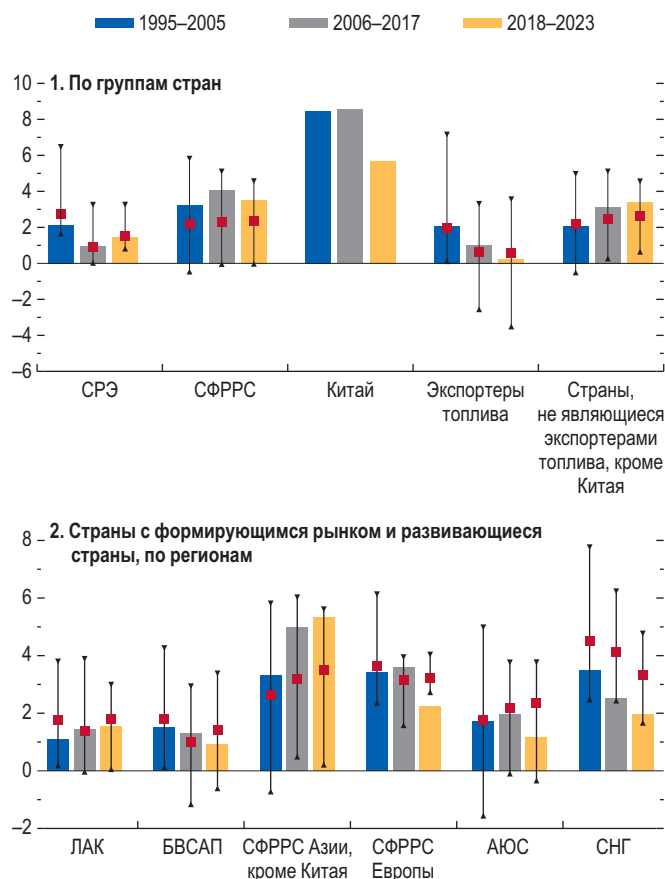 1995–2005 2006–2017 2018–2023
1. По группам стран
10
8
6
4
2
0
–2
–4
–6
СРЭ СФРРС Китай Экспортеры Страны,
топлива не являющиеся
экспортерами
топлива, кроме
Китая
2. Страны с формирующимся рынком и развивающиеся
страны, по регионам
8
6
4
2
0
–2
ЛАК БВСАП СФРРС Азии, СФРРС АЮС СНГ
кроме Китая Европы